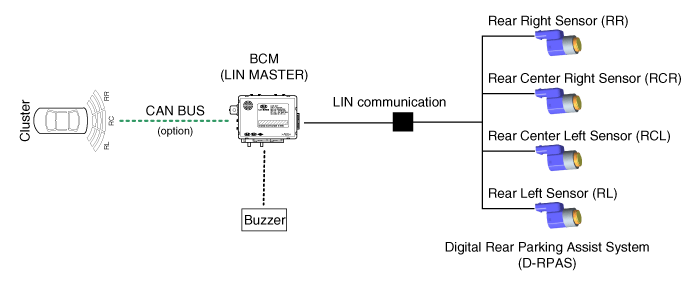 Rear Right Sensor (RR)
BCM
(LIN MASTER)
Rear Center Right Sensor (RCR)
Cluster
RR
RC
RL
CAN BUS
(option)
LIN communication
Rear Center Left Sensor (RCL)
Rear Left Sensor (RL)
Buzzer
Digital Rear Parking Assist System
(D-RPAS)